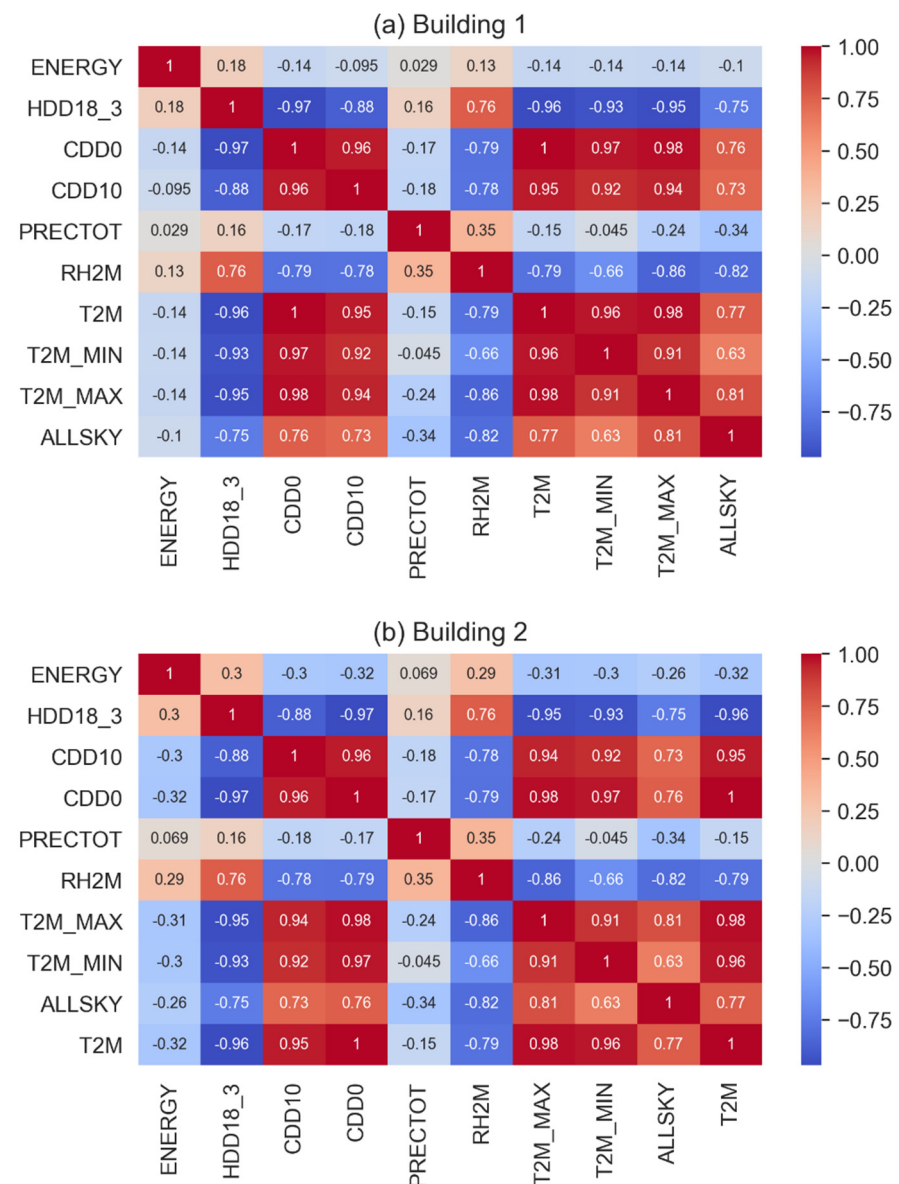 (a) Building 1
ENERGY 1 0.18 -0.14 -0.095 0.029 0.13 -0.14 -0.14 -0.14 -0.1
HDD18_3 0.18 1 -0.97 -0.88 0.16 0.76 -0.96 -0.93 -0.95 -0.75
CDD0 -0.14 -0.97 1 0.96 -0.17 -0.79 1 0.97 0.98 0.76
CDD10 -0.095 -0.88 0.96 1 -0.18 -0.78 0.95 0.92 0.94 0.73
PRECTOT 0.029 0.16 -0.17 -0.18 1 0.35 -0.15 -0.045 -0.24 -0.34
RH2M 0.13 0.76 -0.79 -0.78 0.35 1 -0.79 -0.66 -0.86 -0.82
T2M -0.14 -0.96 1 0.95 -0.15 -0.79 1 0.96 0.98 0.77
T2M_MIN -0.14 -0.93 0.97 0.92 -0.045 -0.66 0.96 1 0.91 0.63
T2M_MAX -0.14 -0.95 0.98 0.94 -0.24 -0.86 0.98 0.91 1 0.81
ALLSKY -0.1 -0.75 0.76 0.73 -0.34 -0.82 0.77 0.63 0.81 1
ENERGY HDD18_3 CDD0 CDD10 PRECTOT RH2M T2M T2M_MIN T2M_MAX ALLSKY
1.00
0.75
0.50
0.25
0.00
−0.25
−0.50
−0.75
(b) Building 2
ENERGY 1 0.3 -0.3 -0.32 0.069 0.29 -0.31 -0.3 -0.26 -0.32
HDD18_3 0.3 1 -0.88 -0.97 0.16 0.76 -0.95 -0.93 -0.75 -0.96
CDD10 -0.3 -0.88 1 0.96 -0.18 -0.78 0.94 0.92 0.73 0.95
CDD0 -0.32 -0.97 0.96 1 -0.17 -0.79 0.98 0.97 0.76 1
PRECTOT 0.069 0.16 -0.18 -0.17 1 0.35 -0.24 -0.045 -0.34 -0.15
RH2M 0.29 0.76 -0.78 -0.79 0.35 1 -0.86 -0.66 -0.82 -0.79
T2M_MAX -0.31 -0.95 0.94 0.98 -0.24 -0.86 1 0.91 0.81 0.98
T2M_MIN -0.3 -0.93 0.92 0.97 -0.045 -0.66 0.91 1 0.63 0.96
ALLSKY -0.26 -0.75 0.73 0.76 -0.34 -0.82 0.81 0.63 1 0.77
T2M -0.32 -0.96 0.95 1 -0.15 -0.79 0.98 0.96 0.77 1
ENERGY HDD18_3 CDD10 CDD0 PRECTOT RH2M T2M_MAX T2M_MIN ALLSKY T2M
1.00
0.75
0.50
0.25
0.00
−0.25
−0.50
−0.75